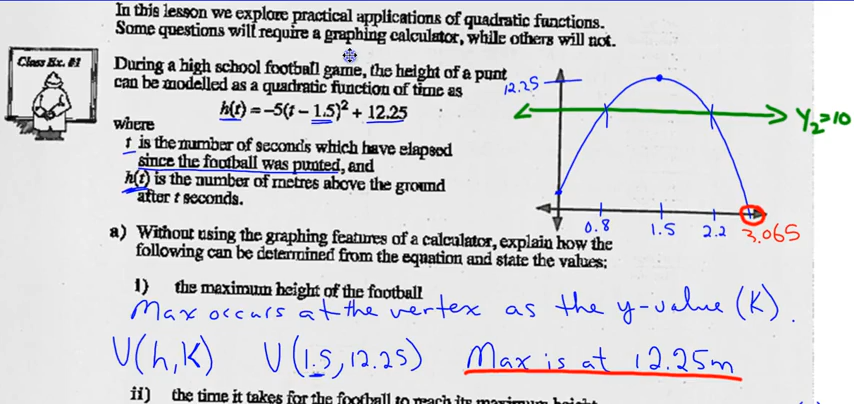 In this lesson we explore practical applications of quadratic functions.
Some questions will require a graphing calculator, while others will not.
Class Ex. #1
During a high school football game, the height of a punt
can be modelled as a quadratic function of time as
h(t) = –5(t – 1.5)² + 12.25
where
t is the number of seconds which have elapsed
since the football was punted, and
h(t) is the number of metres above the ground
after t seconds.
12.25
Y₂=10
0.8 1.5 2.2 3.065
a) Without using the graphing features of a calculator, explain how the
following can be determined from the equation and state the values;
i) the maximum height of the football
Max occurs at the vertex as the y-value (K).
V(h,K) V(1.5,12.25) Max is at 12.25m
ii) the time it takes for the football to reach its maximum height.